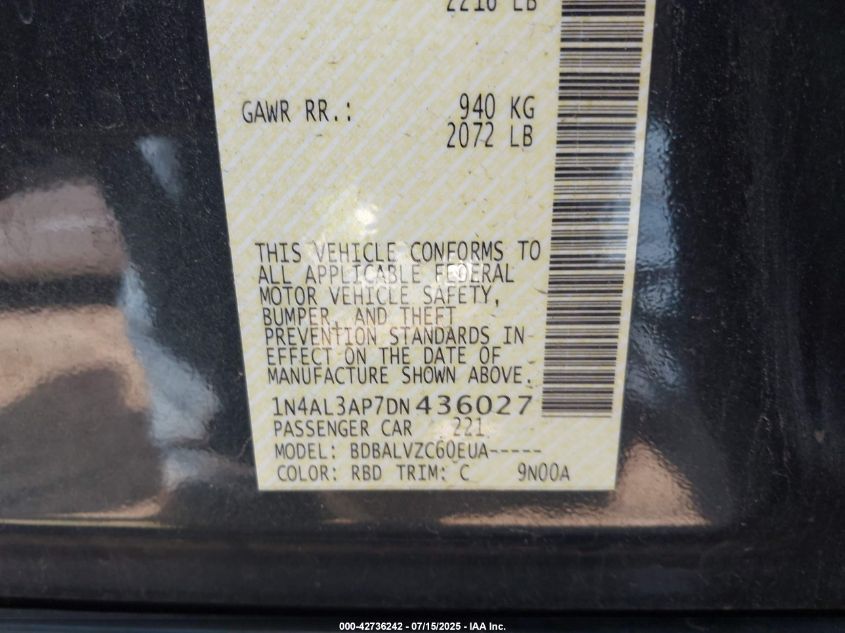 2216 LB
GAWR RR.: 940 KG
2072 LB
THIS VEHICLE CONFORMS TO
ALL APPLICABLE FEDERAL
MOTOR VEHICLE SAFETY,
BUMPER, AND THEFT
PREVENTION STANDARDS IN
EFFECT ON THE DATE OF
MANUFACTURE SHOWN ABOVE.
1N4AL3AP7DN436027
PASSENGER CAR 221
MODEL: BDBALVZC60EUA-----
COLOR: RBD TRIM: C 9N00A
000-42736242 - 07/15/2025 - IAA Inc.